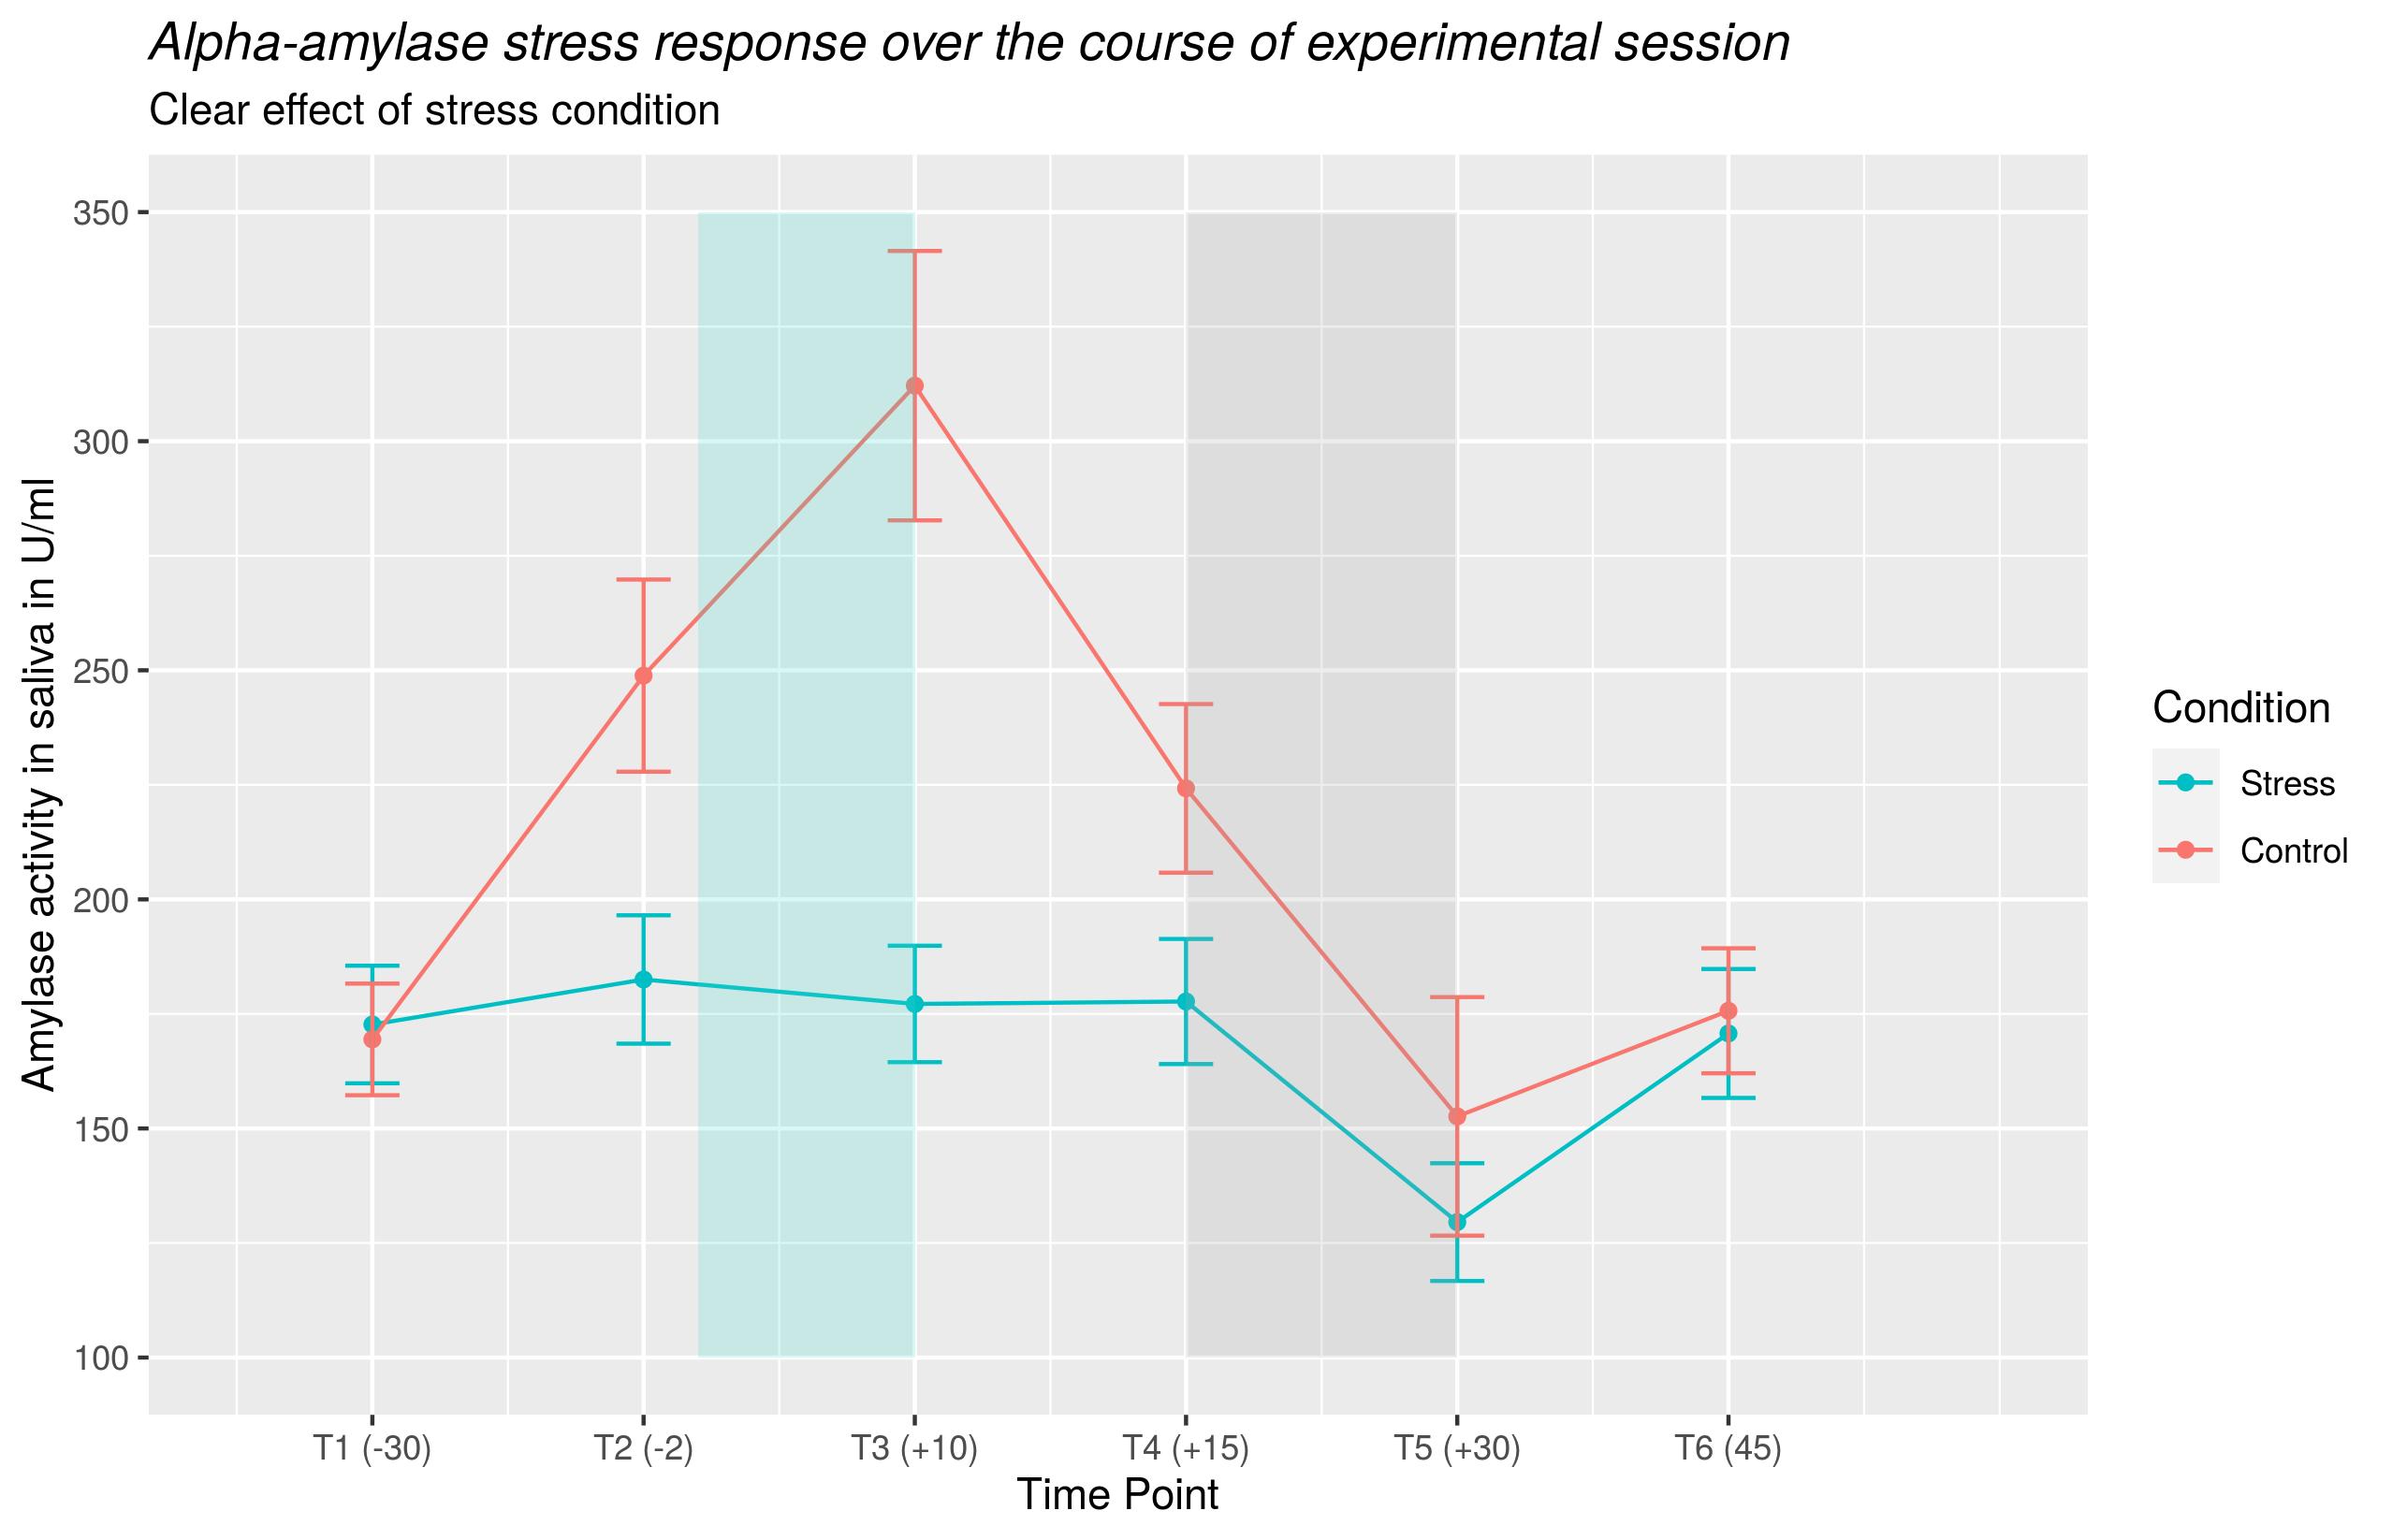 Alpha-amylase stress response over the course of experimental session
Clear effect of stress condition
Amylase activity in saliva in U/ml
350
300
250
200
150
100
T1 (-30)
T2 (-2)
T3 (+10)
T4 (+15)
T5 (+30)
T6 (45)
Time Point
Condition
Stress
Control